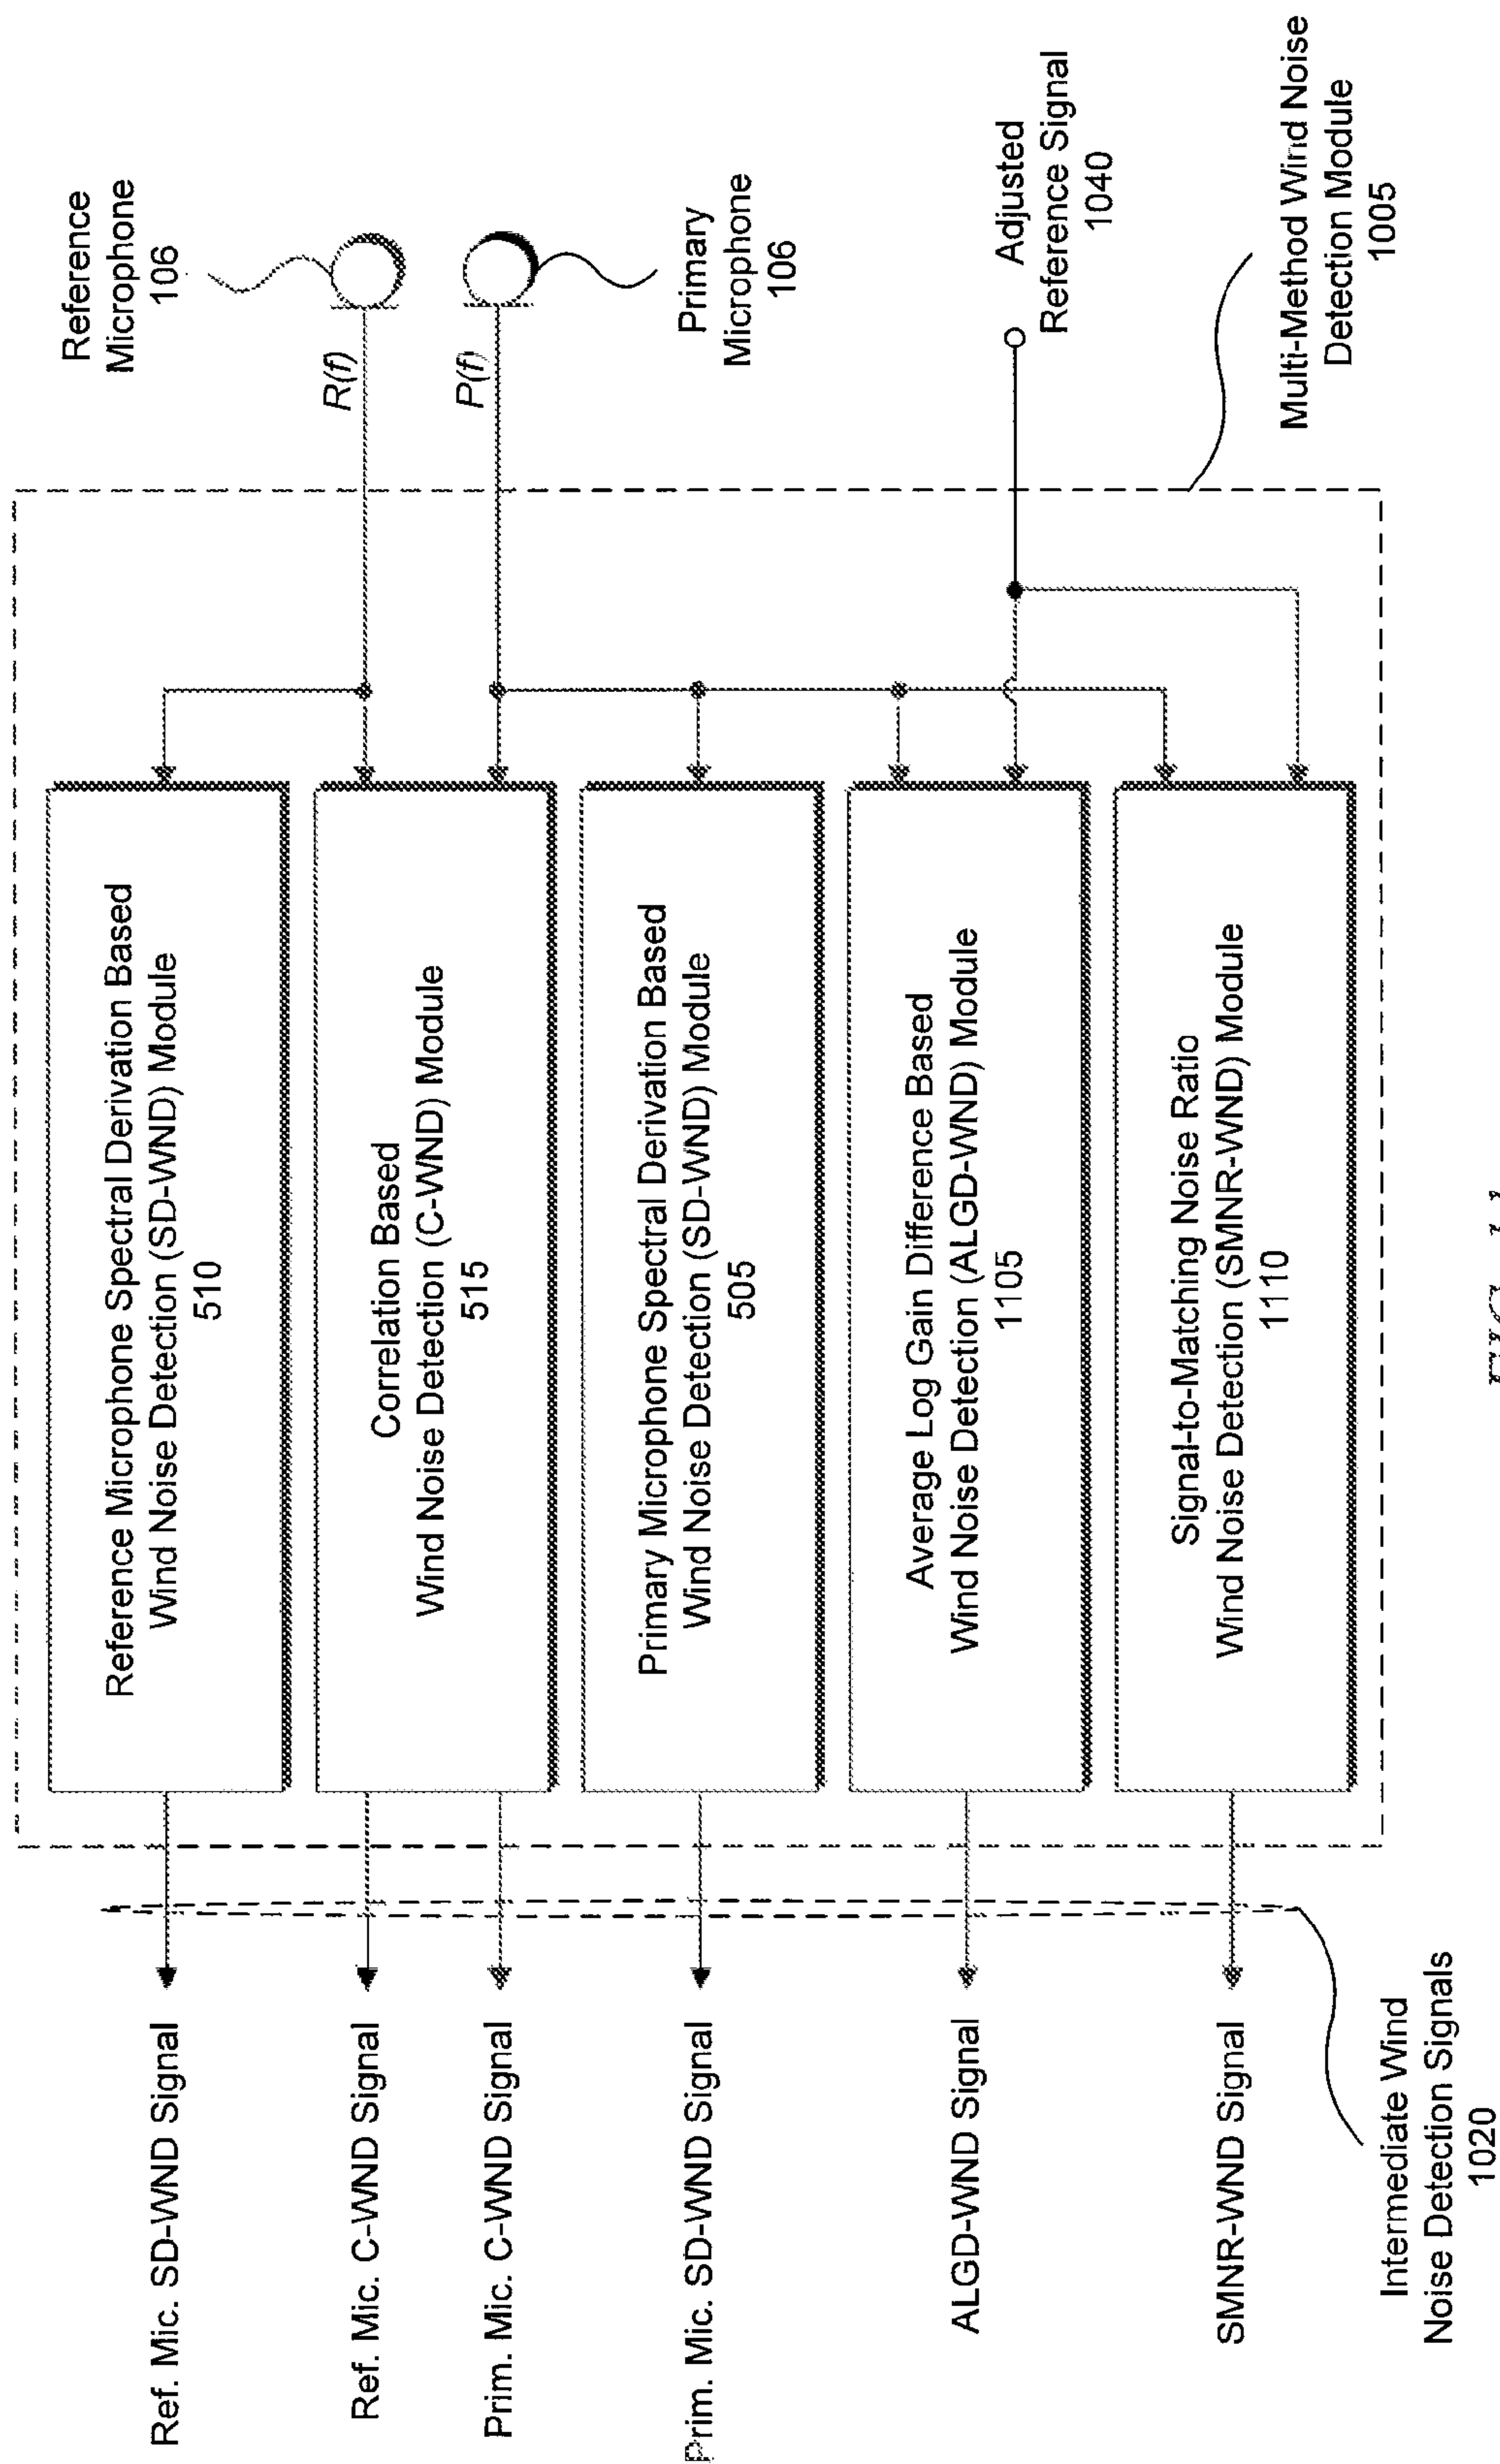 Reference
Microphone
106
R(f)
P(f)
Primary
Microphone
106
Adjusted
Reference Signal
1040
Multi-Method Wind Noise
Detection Module
1005
Reference Microphone Spectral Derivation Based
Wind Noise Detection (SD-WND) Module
510
Correlation Based
Wind Noise Detection (C-WND) Module
515
Primary Microphone Spectral Derivation Based
Wind Noise Detection (SD-WND) Module
505
Average Log Gain Difference Based
Wind Noise Detection (ALGD-WND) Module
1105
Signal-to-Matching Noise Ratio
Wind Noise Detection (SMNR-WND) Module
1110
Ref. Mic. SD-WND Signal
Ref. Mic. C-WND Signal
Prim. Mic. C-WND Signal
Prim. Mic. SD-WND Signal
ALGD-WND Signal
SMNR-WND Signal
Intermediate Wind
Noise Detection Signals
1020